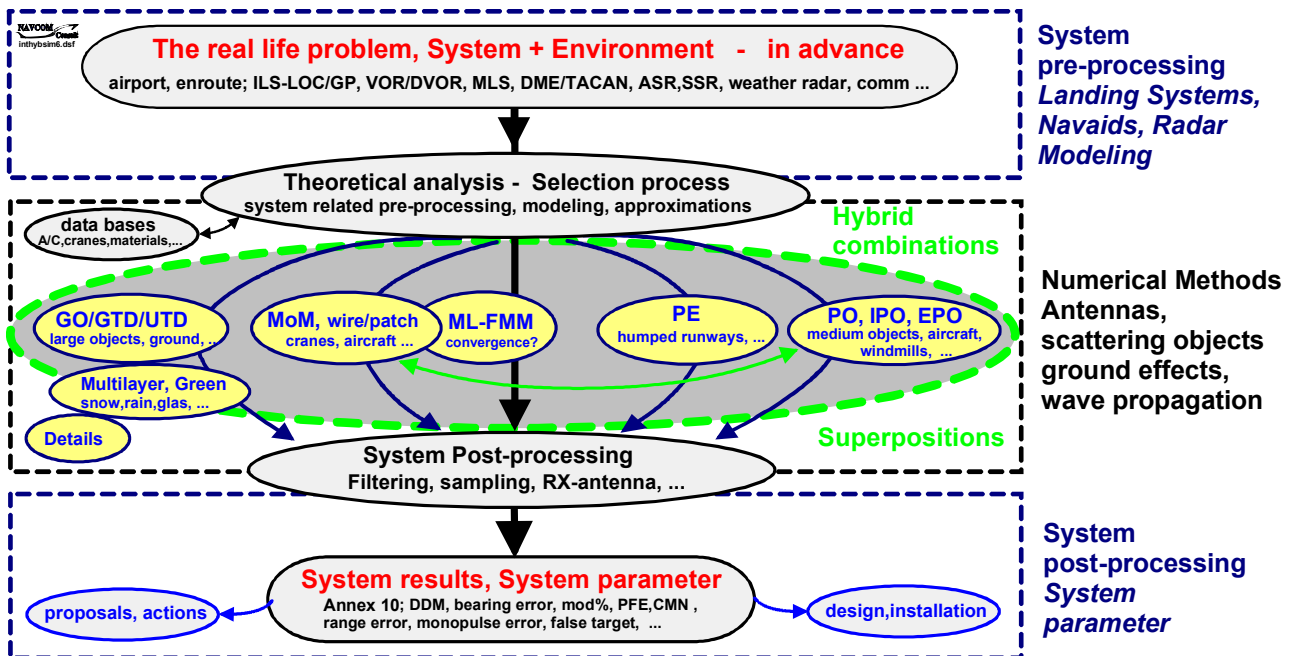 NAVCOM
Consult
inthybsim6.dsf
The real life problem, System + Environment - in advance
airport, enroute; ILS-LOC/GP, VOR/DVOR, MLS, DME/TACAN, ASR,SSR, weather radar, comm ...
System
pre-processing
Landing Systems,
Navaids, Radar
Modeling
Theoretical analysis - Selection process
system related pre-processing, modeling, approximations
data bases
A/C,cranes,materials,...
Hybrid
combinations
GO/GTD/UTD
large objects, ground, ..
MoM, wire/patch
cranes, aircraft ...
ML-FMM
convergence?
PE
humped runways, ...
PO, IPO, EPO
medium objects, aircraft,
windmills, ...
Multilayer, Green
snow,rain,glas, ...
Details
Superpositions
Numerical Methods
Antennas,
scattering objects
ground effects,
wave propagation
System Post-processing
Filtering, sampling, RX-antenna, ...
System results, System parameter
Annex 10; DDM, bearing error, mod%, PFE,CMN ,
range error, monopulse error, false target, ...
proposals, actions
design,installation
System
post-processing
System
parameter